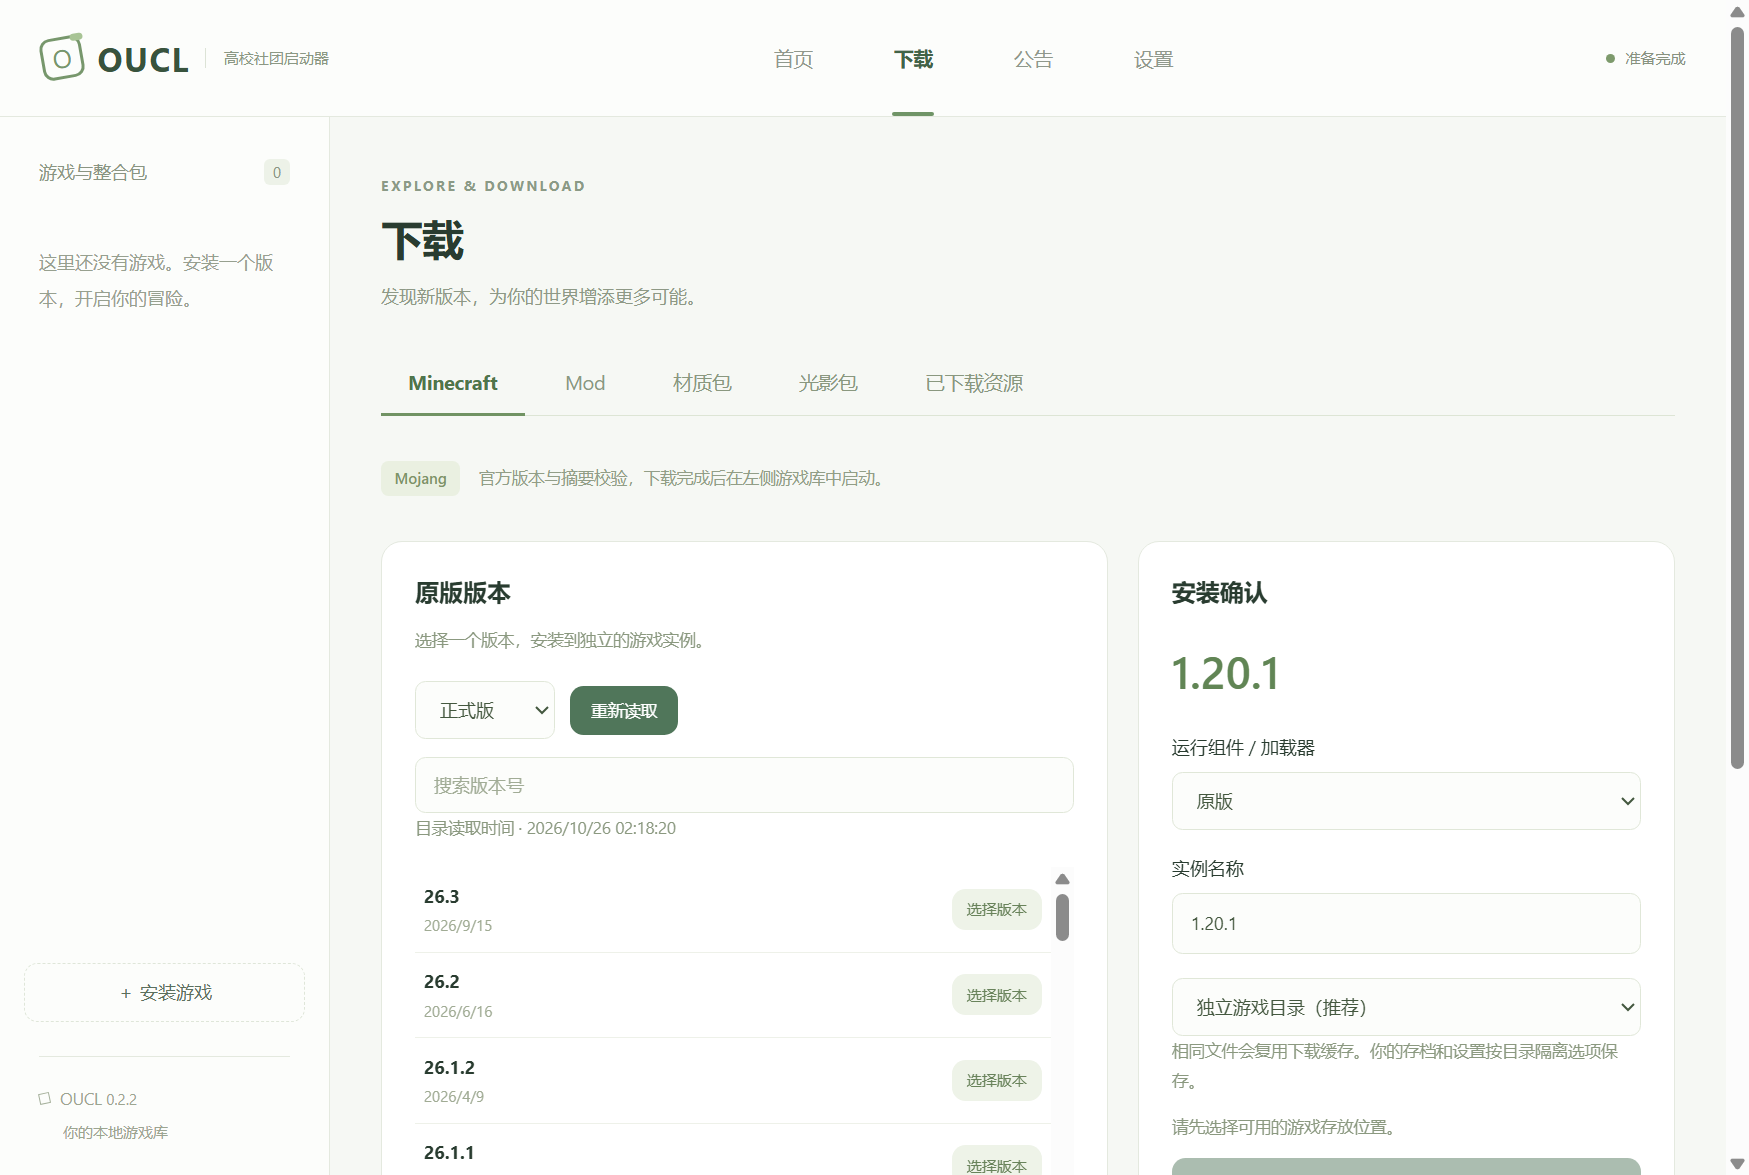 OUCL
高校社团启动器
首页
下载
公告
设置
准备完成
游戏与整合包
0
这里还没有游戏。安装一个版
本，开启你的冒险。
+ 安装游戏
OUCL 0.2.2
你的本地游戏库
EXPLORE & DOWNLOAD
下载
发现新版本，为你的世界增添更多可能。
Minecraft
Mod
材质包
光影包
已下载资源
Mojang
官方版本与摘要校验，下载完成后在左侧游戏库中启动。
原版版本
选择一个版本，安装到独立的游戏实例。
正式版
重新读取
搜索版本号
目录读取时间 · 2026/10/26 02:18:20
26.3
2026/9/15
选择版本
26.2
2026/6/16
选择版本
26.1.2
2026/4/9
选择版本
26.1.1
选择版本
安装确认
1.20.1
运行组件 / 加载器
原版
实例名称
1.20.1
独立游戏目录（推荐）
相同文件会复用下载缓存。你的存档和设置按目录隔离选项保
存。
请先选择可用的游戏存放位置。